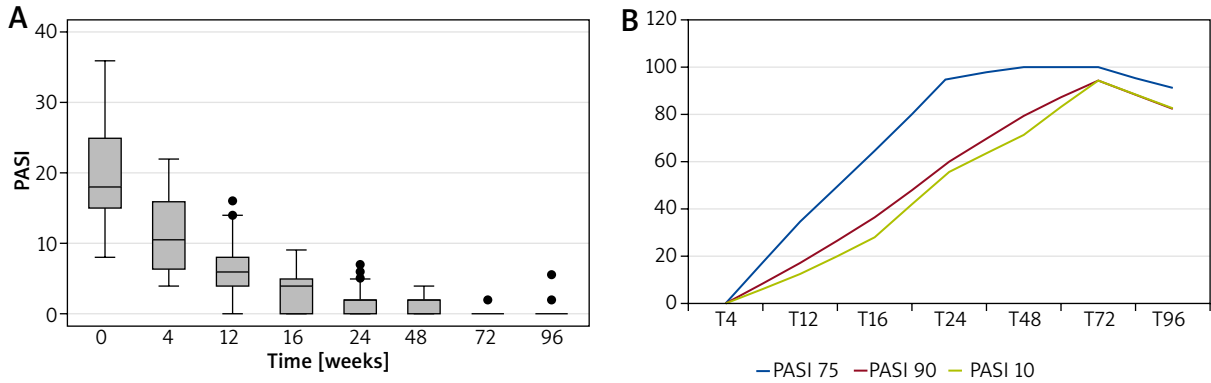 A
PASI
40
30
20
10
0
0 4 12 16 24 48 72 96
Time [weeks]
B
120
100
80
60
40
20
0
T4 T12 T16 T24 T48 T72 T96
PASI 75 PASI 90 PASI 10